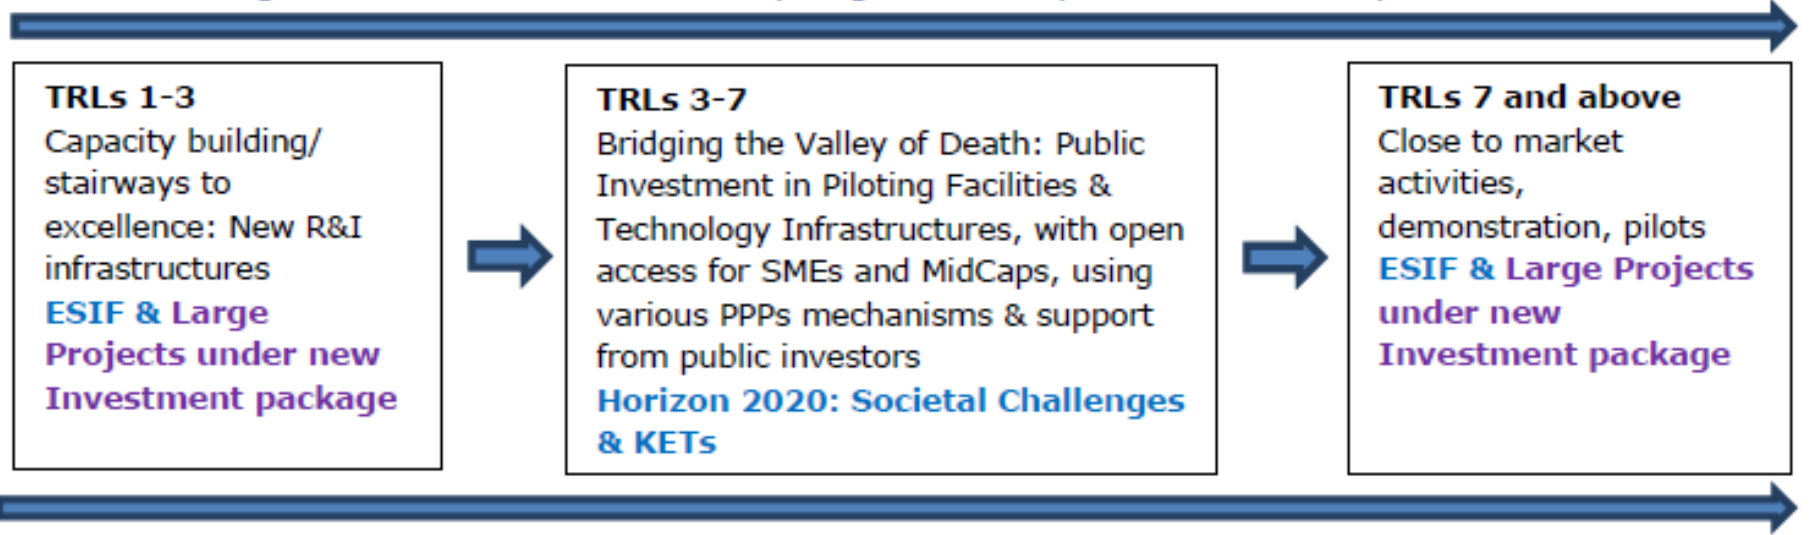 TRLs 1-3
Capacity building/
stairways to
excellence: New R&I
infrastructures
ESIF & Large
Projects under new
Investment package
TRLs 3-7
Bridging the Valley of Death: Public
Investment in Piloting Facilities &
Technology Infrastructures, with open
access for SMEs and MidCaps, using
various PPPs mechanisms & support
from public investors
Horizon 2020: Societal Challenges
& KETs
TRLs 7 and above
Close to market
activities,
demonstration, pilots
ESIF & Large Projects
under new
Investment package